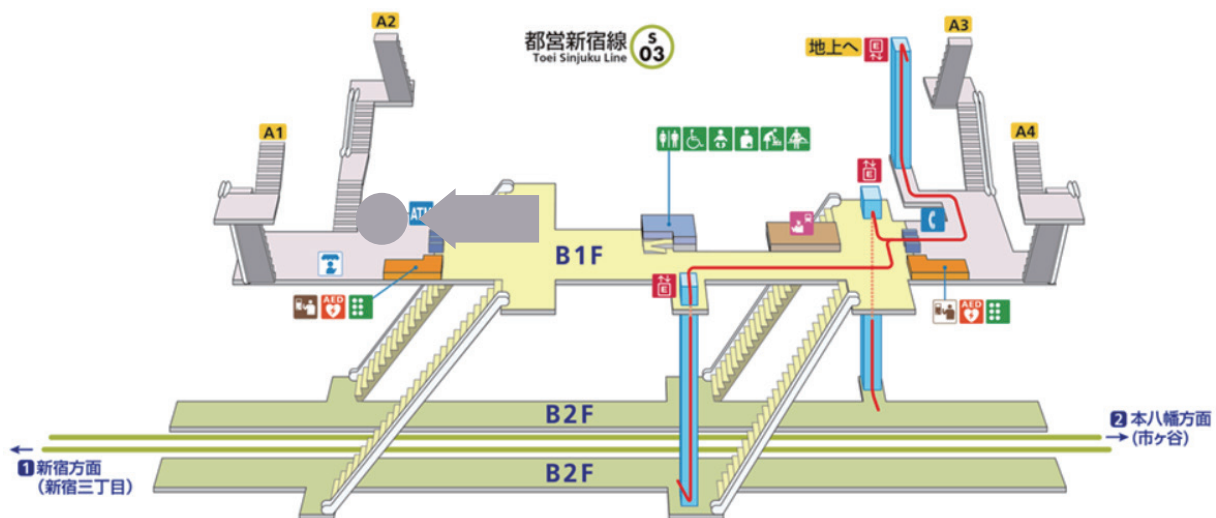 都営新宿線
Toei Sinjuku Line
S
03
A1
A2
地上へ
E
A3
A4
E
B1F
E
AED
AED
B2F
B2F
1 新宿方面
(新宿三丁目)
2 本八幡方面
(市ヶ谷)